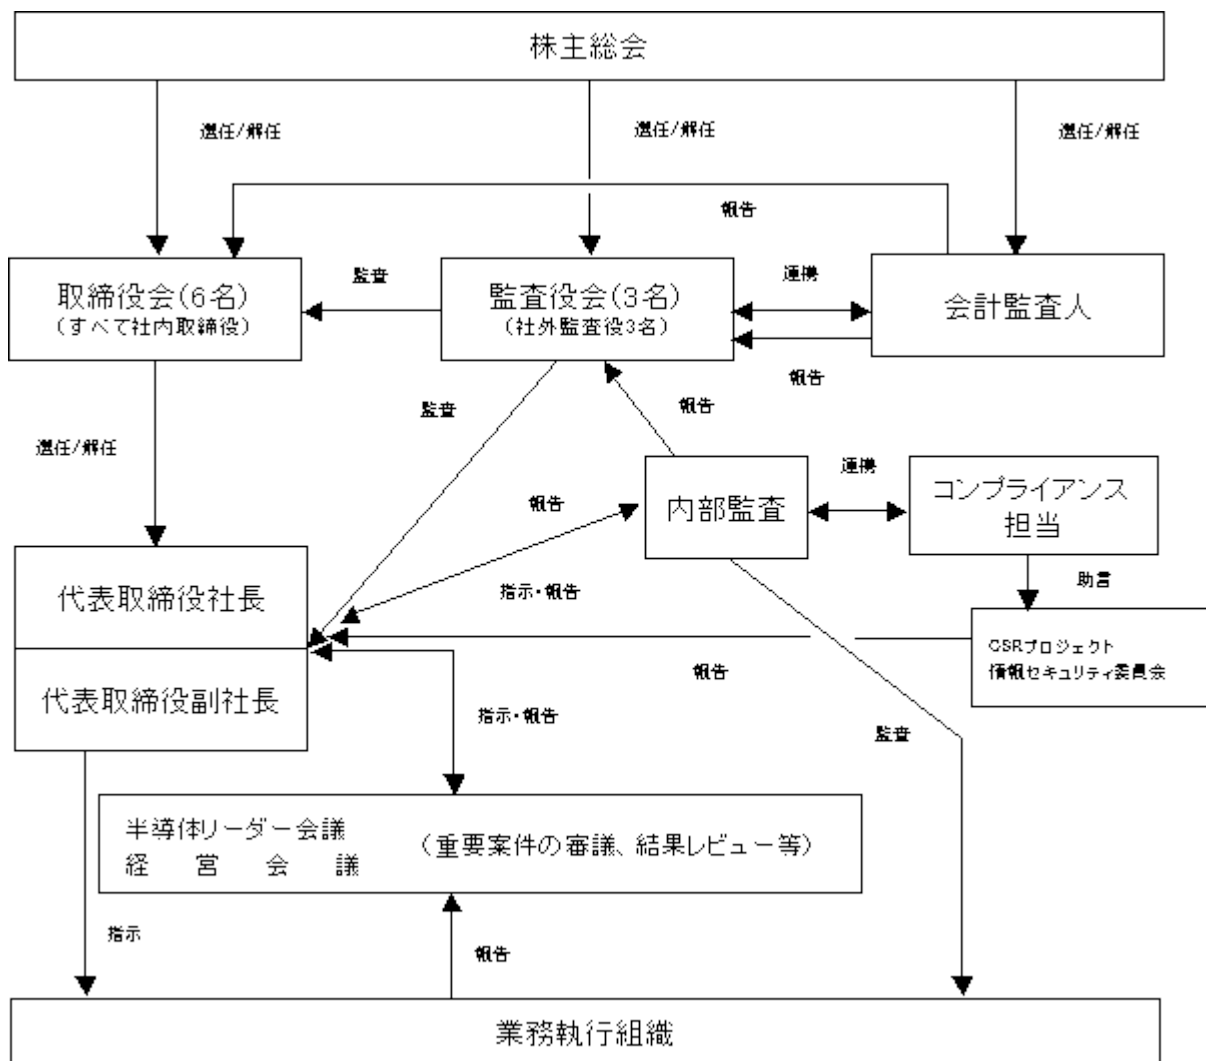 株主総会
選任/解任
選任/解任
選任/解任
報告
取締役会(6名)
(すべて社内取締役)
監査
監査役会(3名)
(社外監査役3名)
連携
報告
会計監査人
監査
報告
選任/解任
報告
内部監査
連携
コンプライアンス
担当
助言
代表取締役社長
指示・報告
CSRプロジェクト
情報セキュリティ委員会
報告
代表取締役副社長
指示・報告
監査
半導体リーダー会議
経営会議
(重要案件の審議、結果レビュー等)
指示
報告
業務執行組織